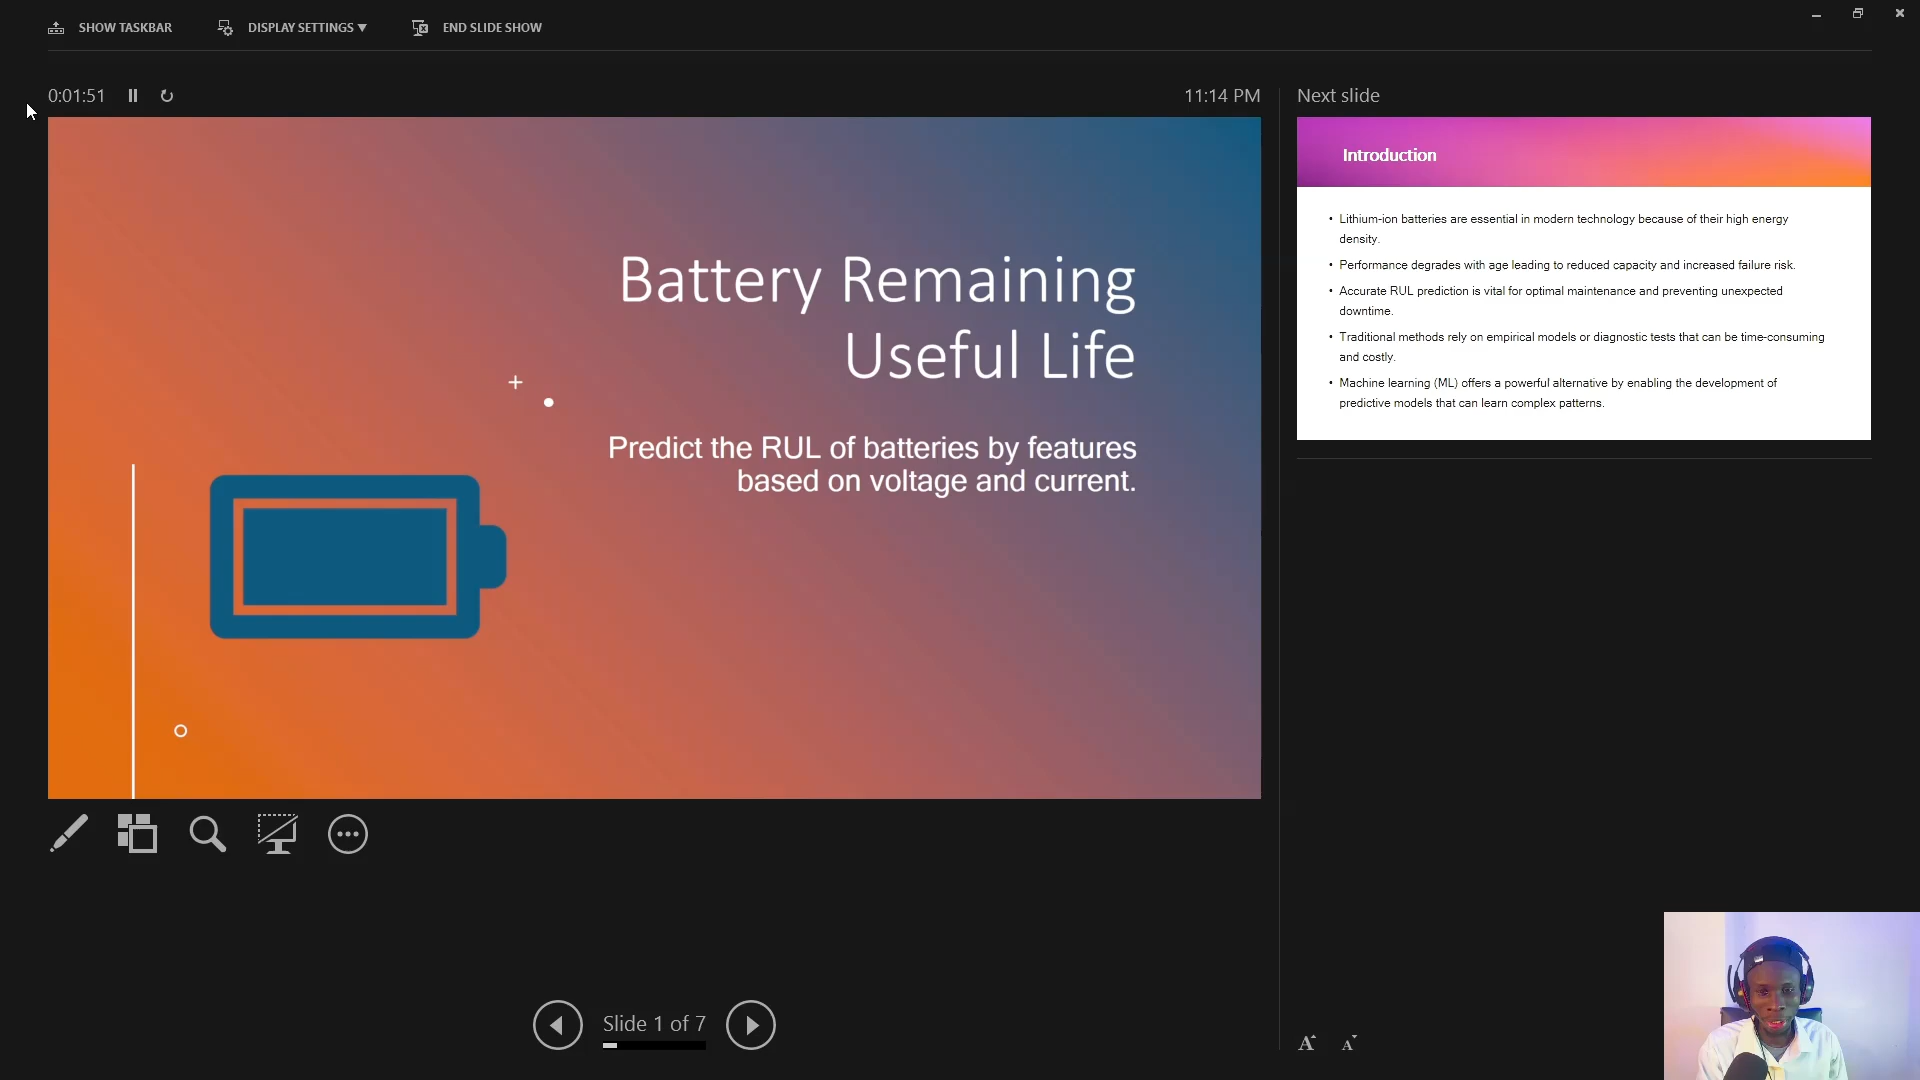 SHOW TASKBAR
DISPLAY SETTINGS ▼
END SLIDE SHOW
0:01:51
11:14 PM
Next slide
Battery Remaining
Useful Life
Predict the RUL of batteries by features
based on voltage and current.
Introduction
• Lithium-ion batteries are essential in modern technology because of their high energy
density.
• Performance degrades with age leading to reduced capacity and increased failure risk.
• Accurate RUL prediction is vital for optimal maintenance and preventing unexpected
downtime.
• Traditional methods rely on empirical models or diagnostic tests that can be time-consuming
and costly.
• Machine learning (ML) offers a powerful alternative by enabling the development of
predictive models that can learn complex patterns.
Slide 1 of 7
A A